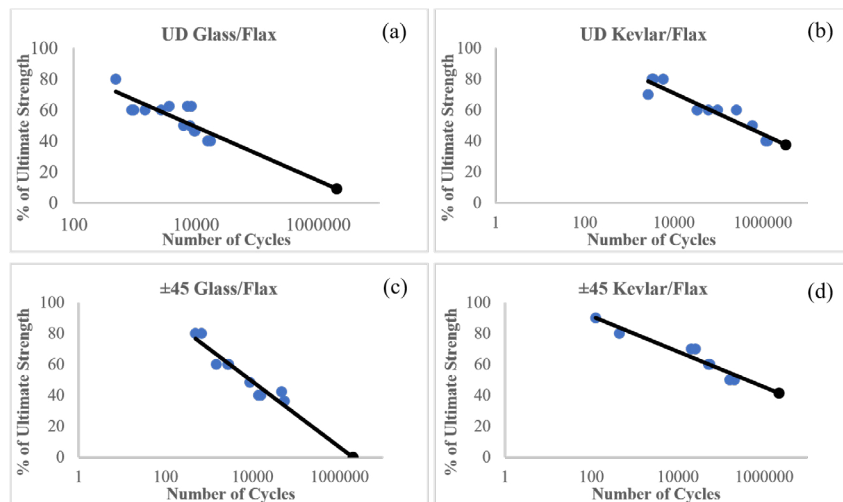 UD Glass/Flax
(a)
% of Ultimate Strength
100
80
60
40
20
0
100
10000
1000000
Number of Cycles
UD Kevlar/Flax
(b)
% of Ultimate Strength
100
80
60
40
20
0
1
100
10000
1000000
Number of Cycles
±45 Glass/Flax
(c)
% of Ultimate Strength
100
80
60
40
20
0
1
100
10000
1000000
Number of Cycles
±45 Kevlar/Flax
(d)
% of Ultimate Strength
100
80
60
40
20
0
1
100
10000
1000000
Number of Cycles